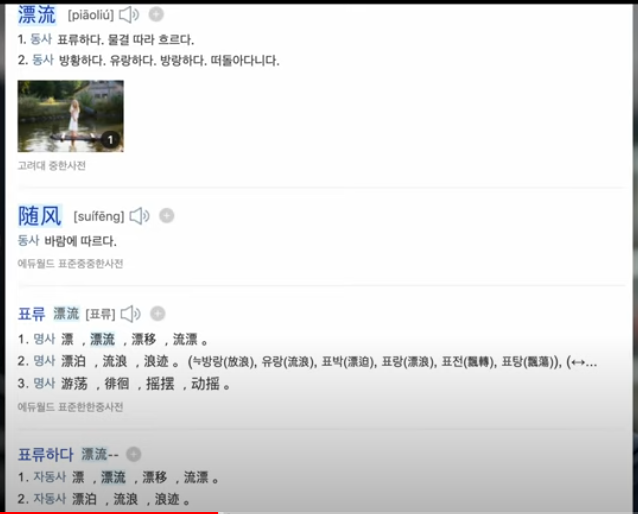 漂流 [piāoliú]
1. 동사 표류하다. 물결 따라 흐르다.
2. 동사 방황하다. 유랑하다. 방랑하다. 떠돌아다니다.
1
고려대 중한사전
随风 [suífēng]
동사 바람에 따르다.
에듀월드 표준중중한사전
표류 漂流 [표류]
1. 명사 漂 , 漂流 , 漂移 , 流漂 。
2. 명사 漂泊 , 流浪 , 浪迹 。 (≒방랑(放浪), 유랑(流浪), 표박(漂迫), 표랑(漂浪), 표전(飄轉), 표탕(飄蕩)), (↔...
3. 명사 游荡 , 徘徊 , 摇摆 , 动摇 。
에듀월드 표준한한중사전
표류하다 漂流--
1. 자동사 漂 , 漂流 , 漂移 , 流漂 。
2. 자동사 漂泊 , 流浪 , 浪迹 。